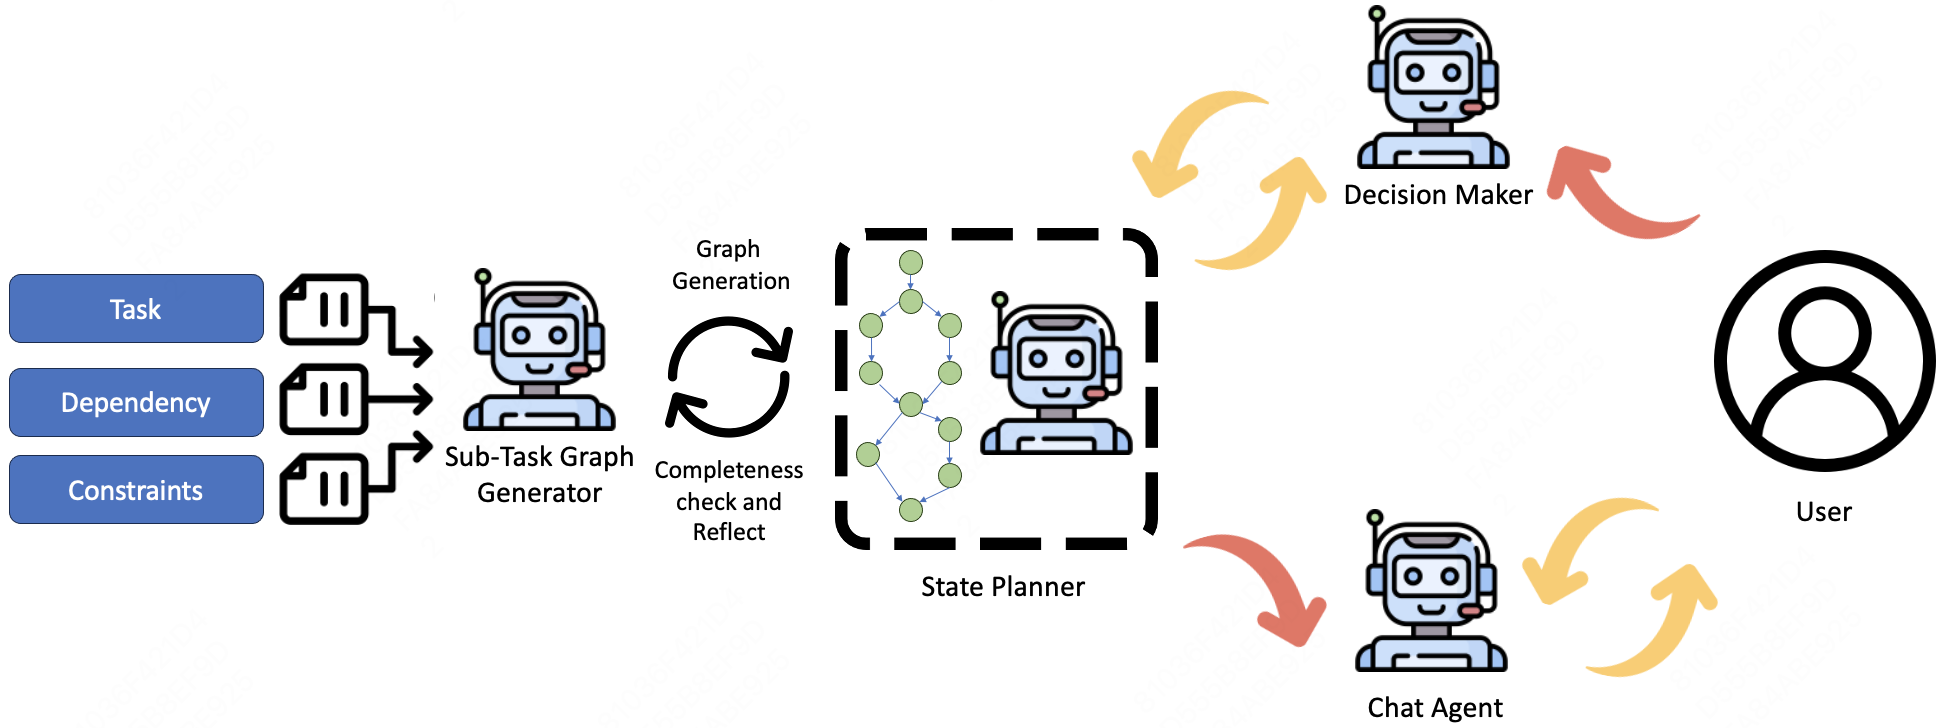 Task
Dependency
Constraints
Sub-Task Graph
Generator
Graph
Generation
Completeness
check and
Reflect
State Planner
Decision Maker
Chat Agent
User